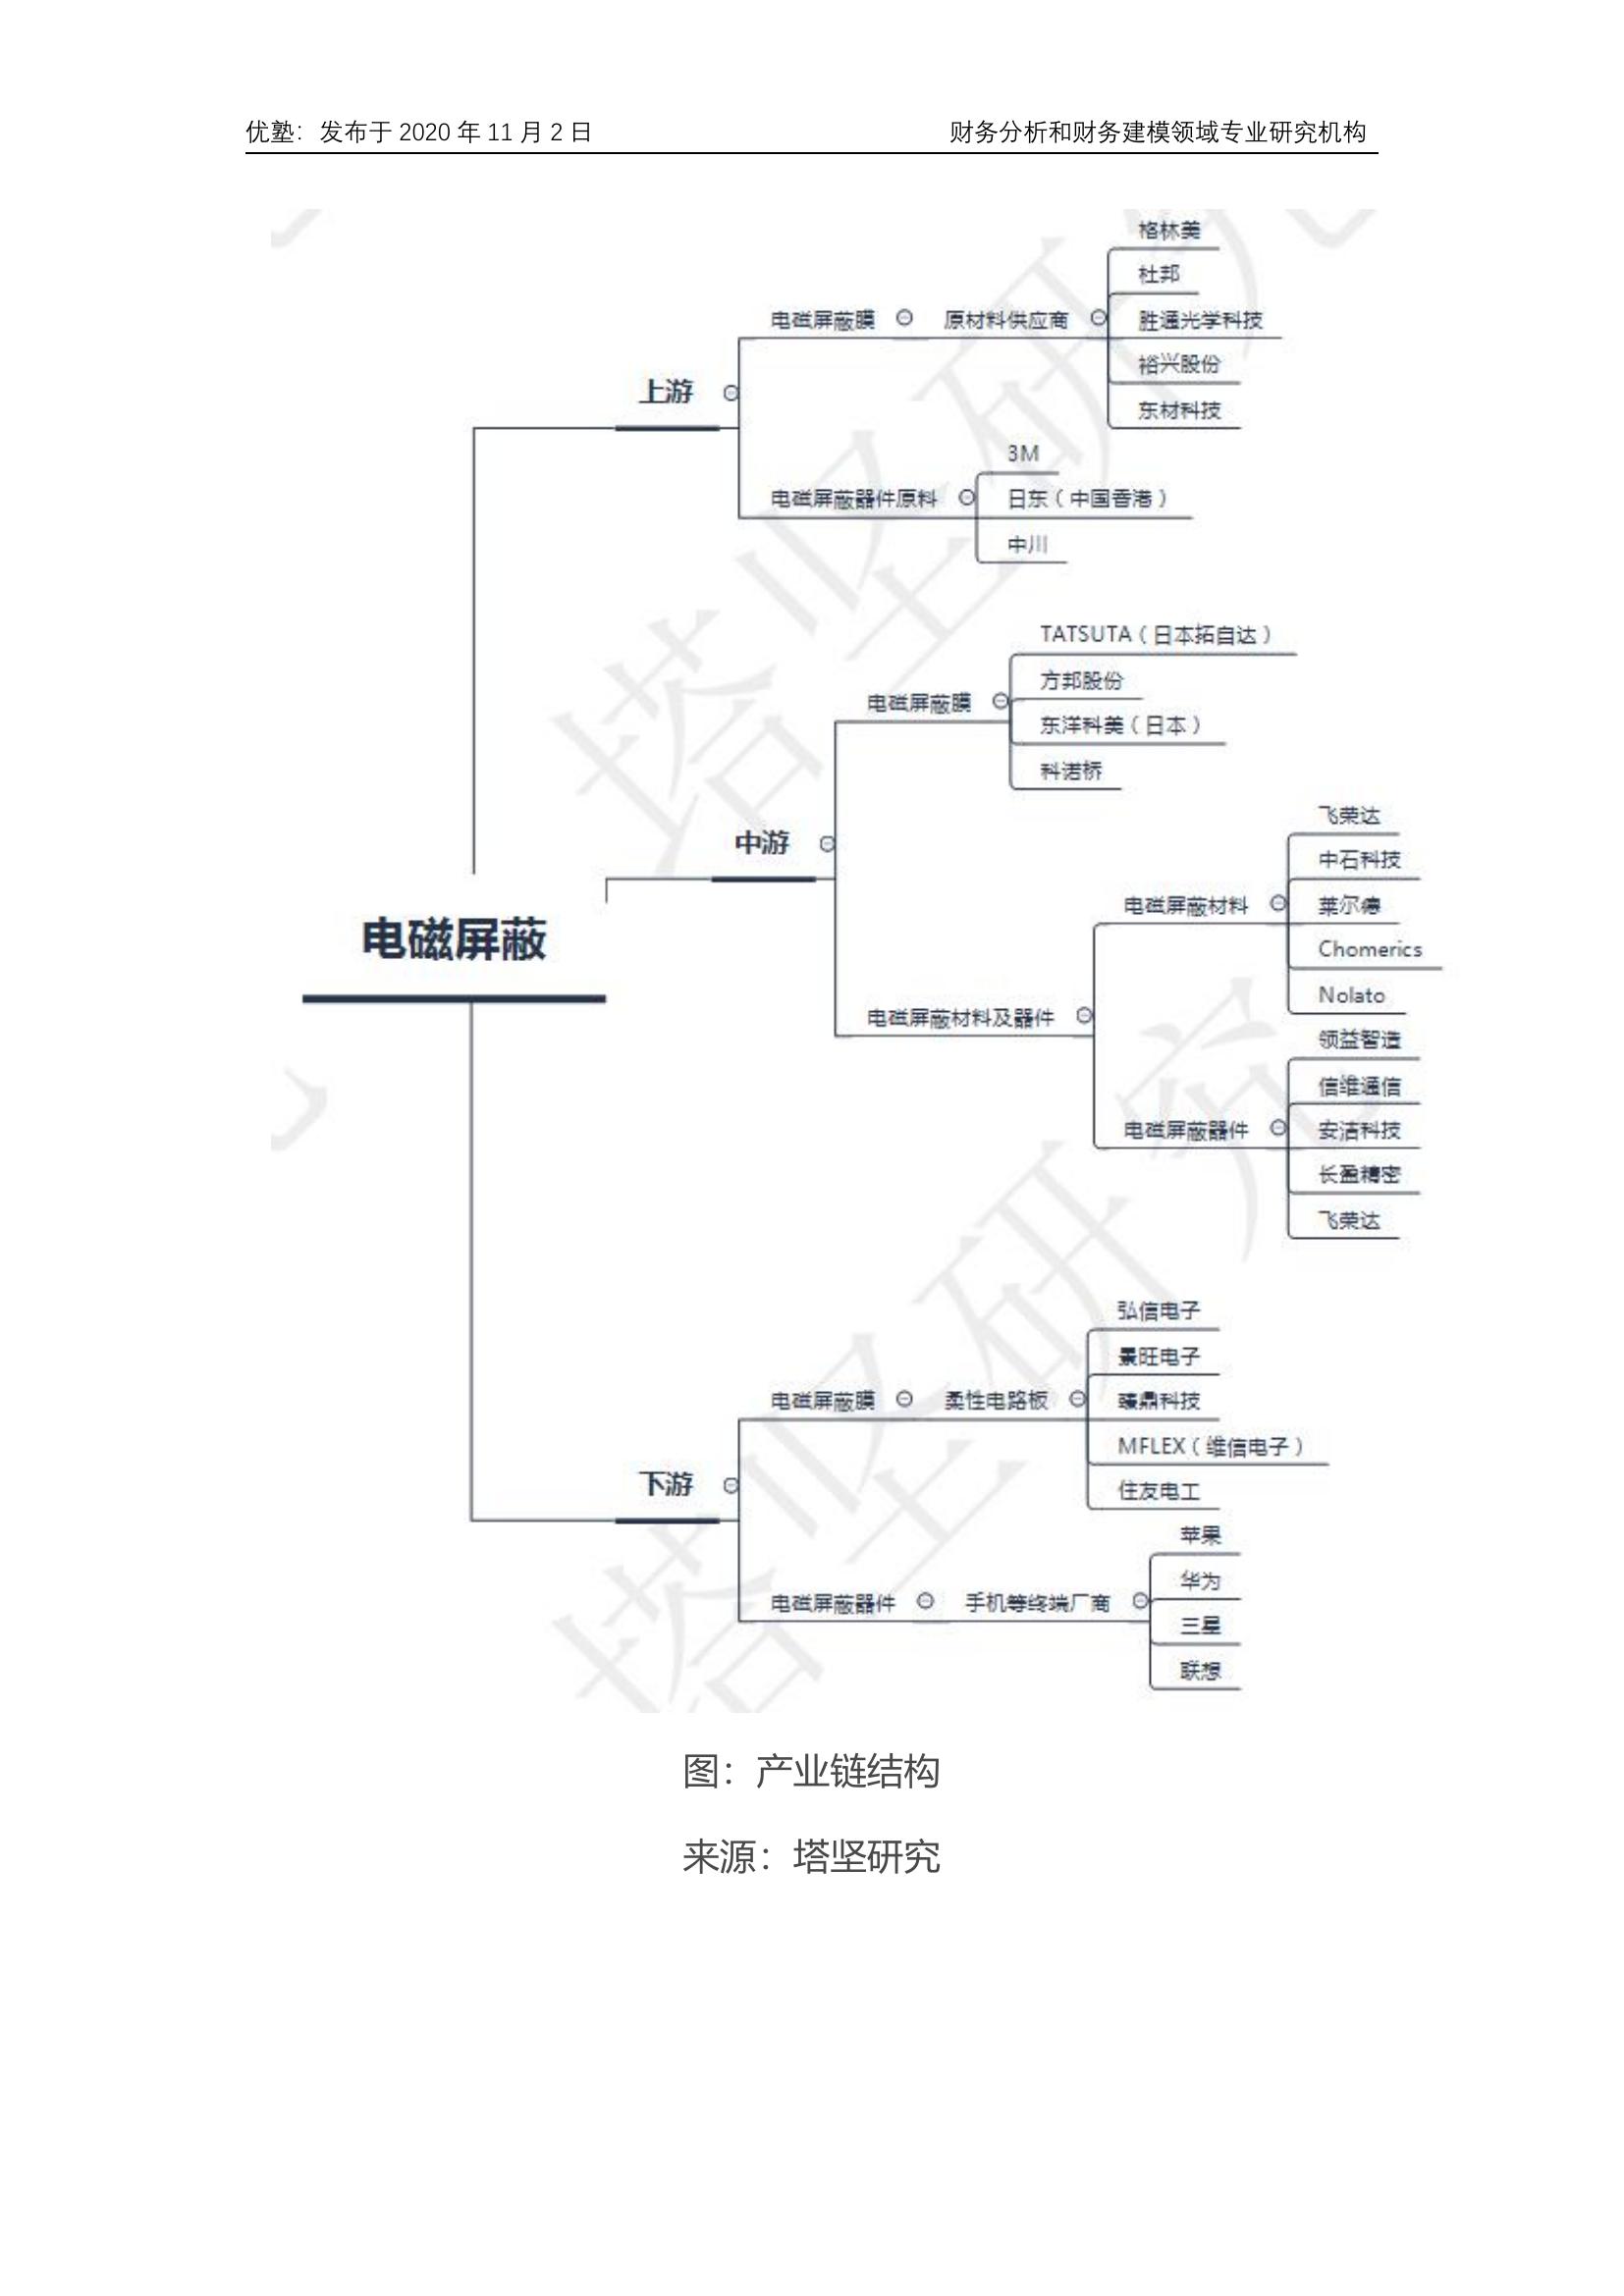 优塾：发布于 2020 年 11 月 2 日 财务分析和财务建模领域专业研究机构
格林美
杜邦
电磁屏蔽膜 原材料供应商 胜通光学科技
裕兴股份
上游
东材科技
3M
电磁屏蔽器件原料 日东（中国香港）
中川
TATSUTA（日本拓自达）
方邦股份
电磁屏蔽膜
东洋科美（日本）
科诺桥
飞荣达
中游
中石科技
电磁屏蔽材料 莱尔德
电磁屏蔽
Chomerics
Nolato
电磁屏蔽材料及器件
领益智造
信维通信
电磁屏蔽器件 安洁科技
长盈精密
飞荣达
弘信电子
景旺电子
电磁屏蔽膜 柔性电路板 臻鼎科技
MFLEX（维信电子）
下游
住友电工
苹果
华为
电磁屏蔽器件 手机等终端厂商
三星
联想
图：产业链结构
来源：塔坚研究
塔坚研究
塔坚研究